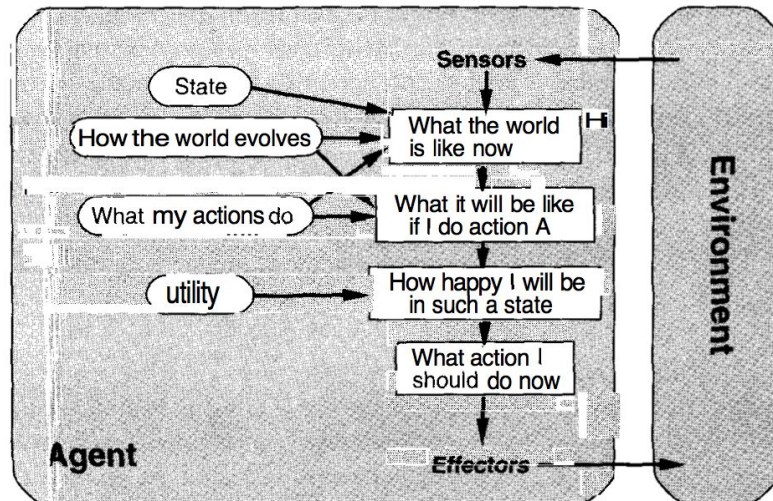 Sensors
State
What the world
is like now
Hi
How the world evolves
What it will be like
if I do action A
What my actions do
How happy I will be
in such a state
utility
What action I
should do now
Agent
Effectors
Environment